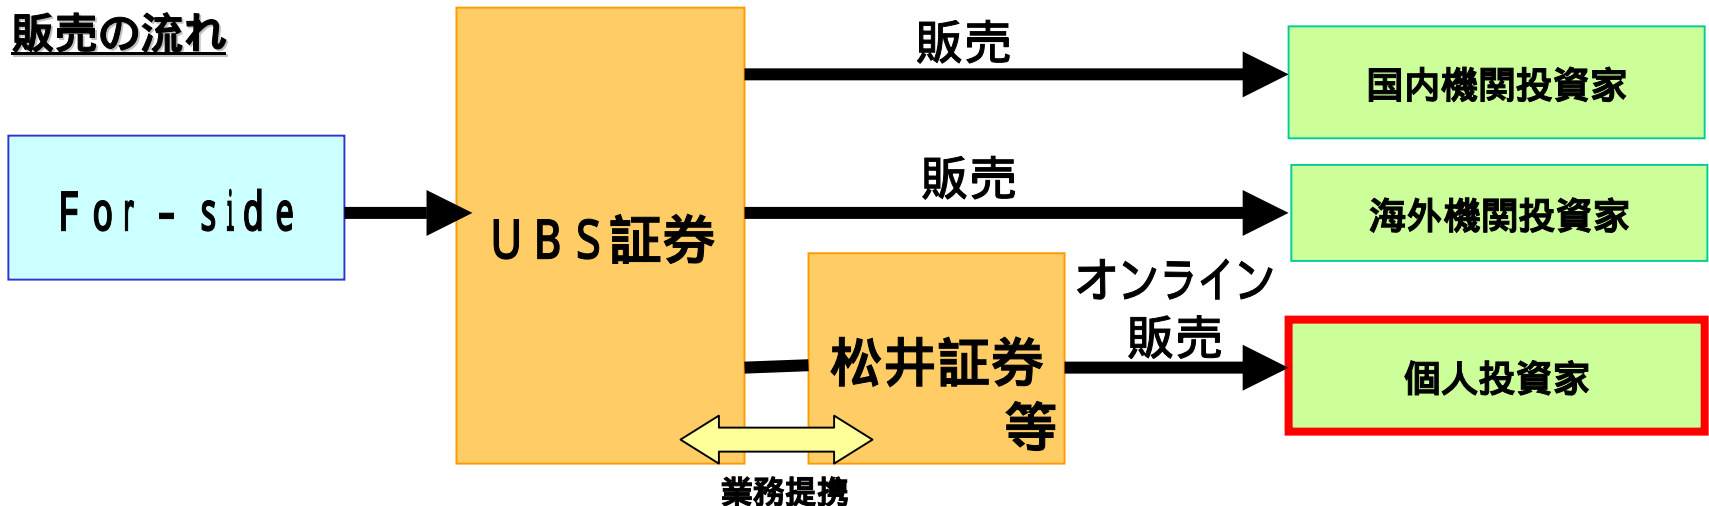 販売の流れ
Ｆｏｒ－ｓｉｄｅ
ＵＢＳ証券
販売
国内機関投資家
販売
海外機関投資家
松井証券
等
オンライン
販売
個人投資家
業務提携